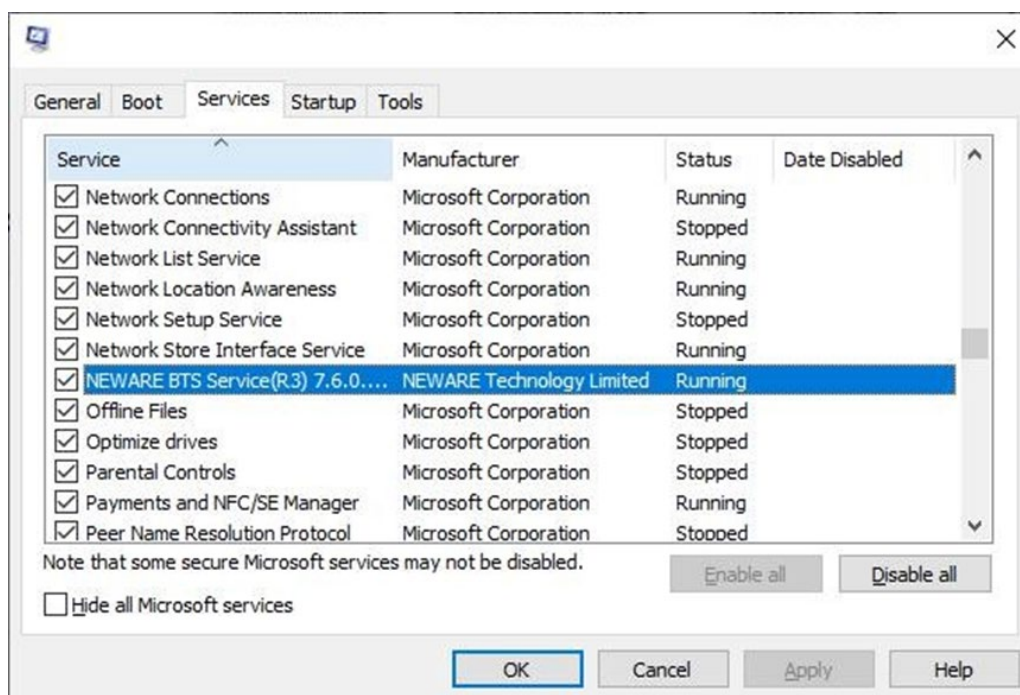 General Boot Services Startup Tools
Service Manufacturer Status Date Disabled
Network Connections Microsoft Corporation Running
Network Connectivity Assistant Microsoft Corporation Stopped
Network List Service Microsoft Corporation Running
Network Location Awareness Microsoft Corporation Running
Network Setup Service Microsoft Corporation Stopped
Network Store Interface Service Microsoft Corporation Running
NEWARE BTS Service(R3) 7.6.0.... NEWARE Technology Limited Running
Offline Files Microsoft Corporation Stopped
Optimize drives Microsoft Corporation Stopped
Parental Controls Microsoft Corporation Stopped
Payments and NFC/SE Manager Microsoft Corporation Running
Peer Name Resolution Protocol Microsoft Corporation Stopped
Note that some secure Microsoft services may not be disabled.
Enable all Disable all
Hide all Microsoft services
OK Cancel Apply Help